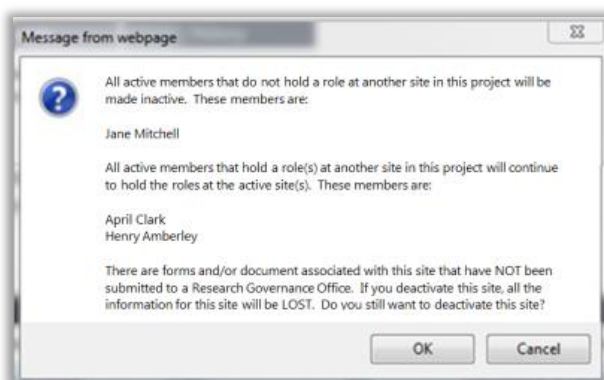 Message from webpage
All active members that do not hold a role at another site in this project will be
made inactive. These members are:
Jane Mitchell
All active members that hold a role(s) at another site in this project will continue
to hold the roles at the active site(s). These members are:
April Clark
Henry Amberley
There are forms and/or document associated with this site that have NOT been
submitted to a Research Governance Office. If you deactivate this site, all the
information for this site will be LOST. Do you still want to deactivate this site?
OK
Cancel